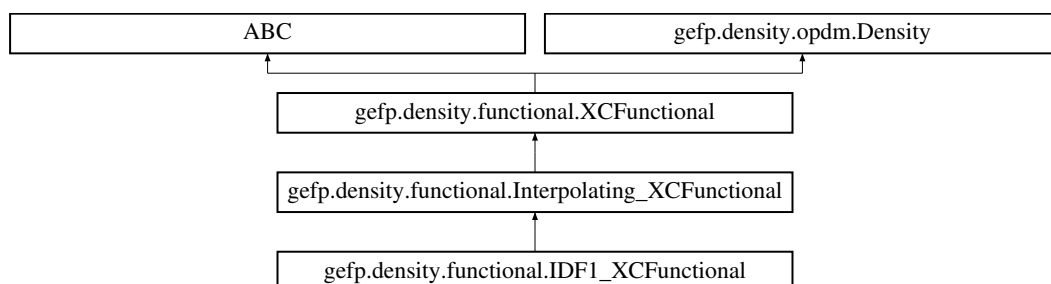 ABC
gefp.density.opdm.Density
gefp.density.functional.XCFunctional
gefp.density.functional.Interpolating_XCFunctional
gefp.density.functional.IDF1_XCFunctional